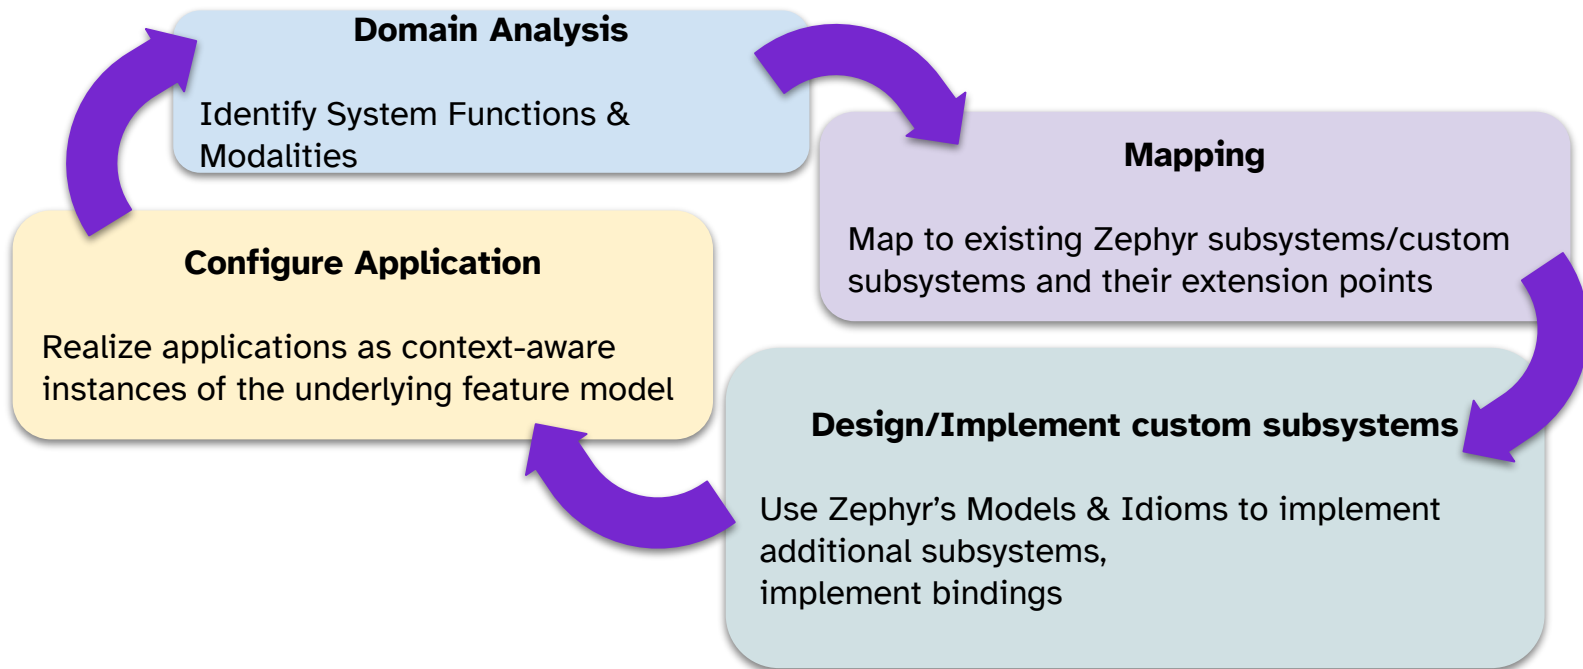 Domain Analysis
Identify System Functions &
Modalities
Mapping
Map to existing Zephyr subsystems/custom
subsystems and their extension points
Configure Application
Realize applications as context-aware
instances of the underlying feature model
Design/Implement custom subsystems
Use Zephyr’s Models & Idioms to implement
additional subsystems,
implement bindings